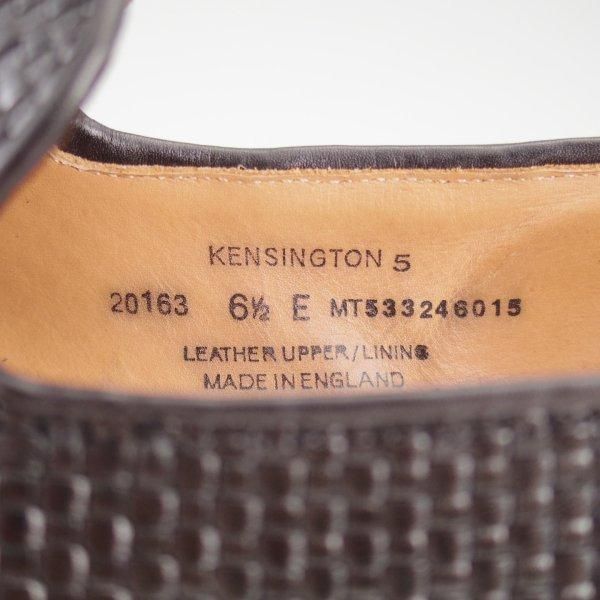 KENSINGTON 5
20163 6½ E MT533246015
LEATHER UPPER/LINING
MADE IN ENGLAND